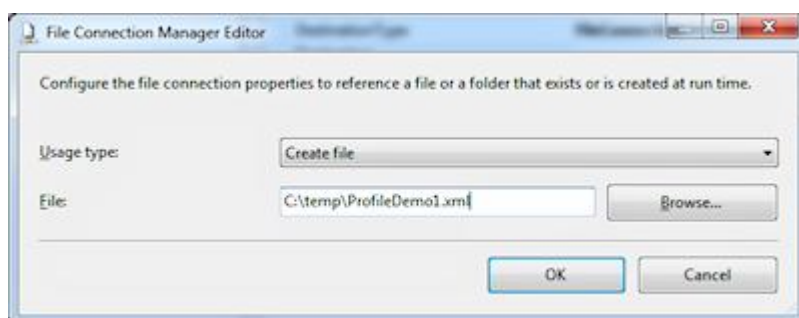 File Connection Manager Editor
Configure the file connection properties to reference a file or a folder that exists or is created at run time.
Usage type:
Create file
File:
C:\temp\ProfileDemo1.xml
Browse...
OK
Cancel